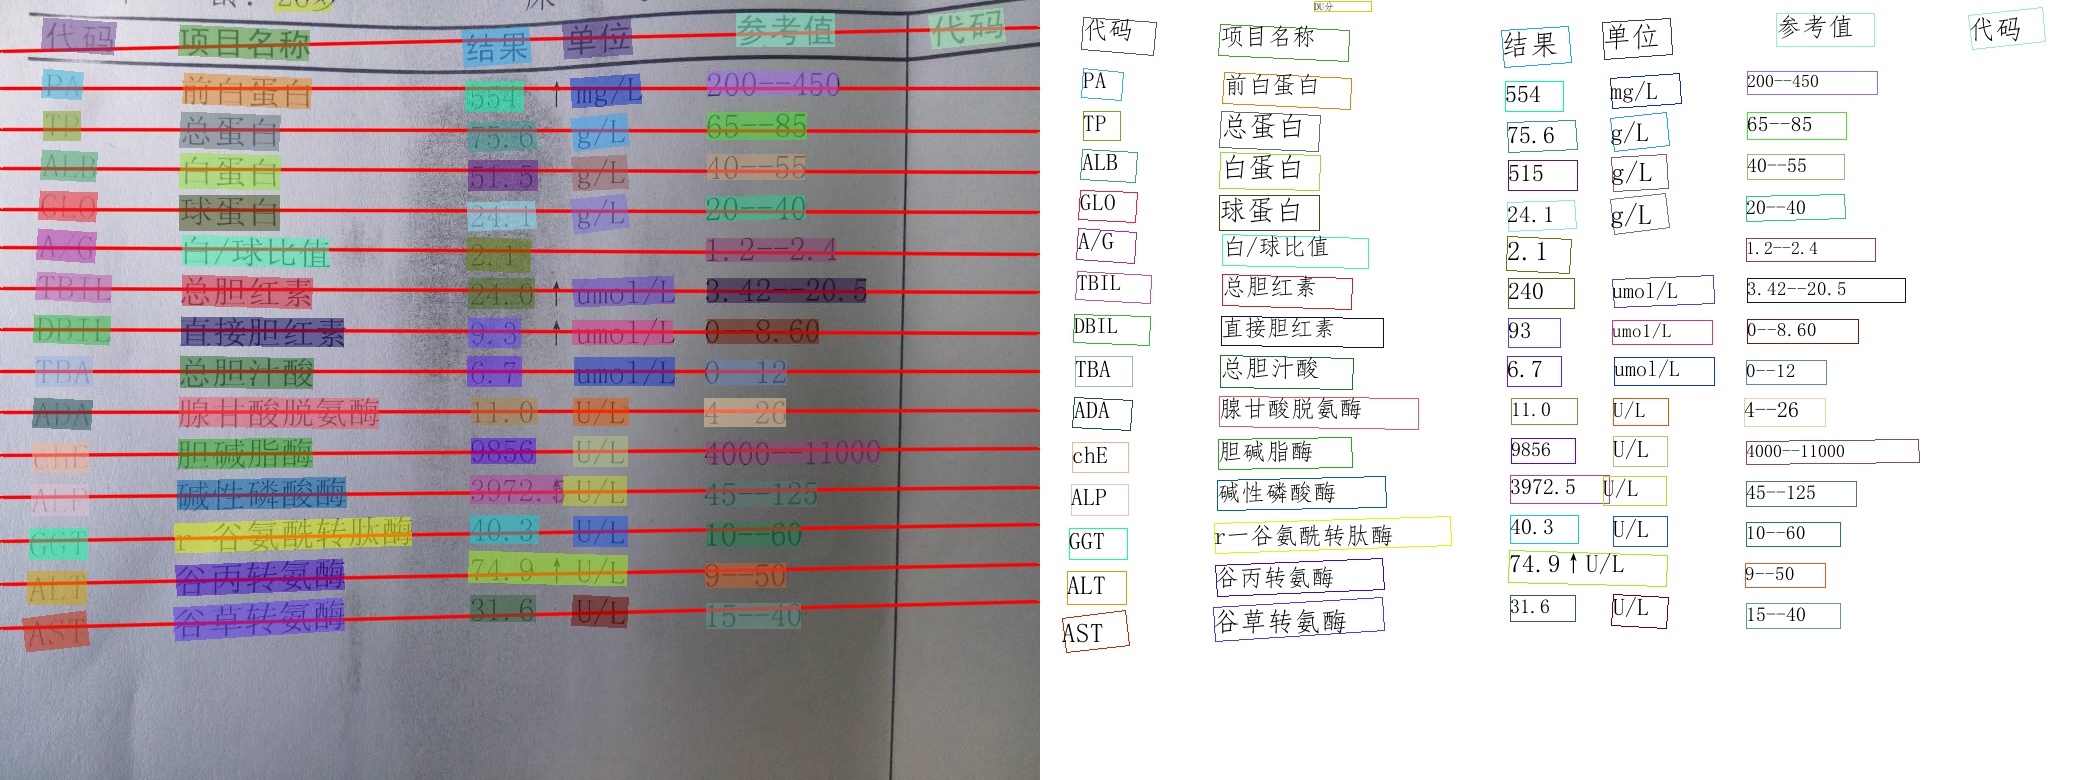 代码 项目名称 结果 单位 参考值 代码
PA 前白蛋白 554 ↑ mg/L 200--450
TP 总蛋白 75.6 g/L 65--85
ALB 白蛋白 51.5 g/L 40--55
GLO 球蛋白 24.1 g/L 20--40
A/G 白/球比值 2.1 1.2--2.4
TBIL 总胆红素 24.0 ↑ umol/L 3.42--20.5
DBIL 直接胆红素 9.3 ↑ umol/L 0--8.60
TBA 总胆汁酸 6.7 umol/L 0--12
ADA 腺甘酸脱氨酶 11.0 U/L 4--26
chE 胆碱脂酶 9856 U/L 4000--11000
ALP 碱性磷酸酶 3972.5 U/L 45--125
GGT r-谷氨酰转肽酶 40.3 U/L 10--60
ALT 谷丙转氨酶 74.9 ↑ U/L 9--50
AST 谷草转氨酶 31.6 U/L 15--40
DU分
代码 项目名称 结果 单位 参考值 代码
PA 前白蛋白 554 mg/L 200--450
TP 总蛋白 75.6 g/L 65--85
ALB 白蛋白 515 g/L 40--55
GLO 球蛋白 24.1 g/L 20--40
A/G 白/球比值 2.1 1.2--2.4
TBIL 总胆红素 240 umol/L 3.42--20.5
DBIL 直接胆红素 93 umol/L 0--8.60
TBA 总胆汁酸 6.7 umol/L 0--12
ADA 腺甘酸脱氨酶 11.0 U/L 4--26
chE 胆碱脂酶 9856 U/L 4000--11000
ALP 碱性磷酸酶 3972.5 U/L 45--125
GGT r一谷氨酰转肽酶 40.3 U/L 10--60
ALT 谷丙转氨酶 74.9↑U/L 9--50
AST 谷草转氨酶 31.6 U/L 15--40